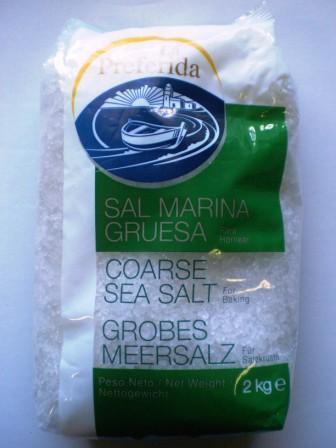 La
Preferida
SAL MARINA
GRUESA Para
Hornear
COARSE
SEA SALT For
Baking
GROBES
MEERSALZ Für
Salzkruste
Peso Neto / Net Weight
Nettogewicht 2 kg e